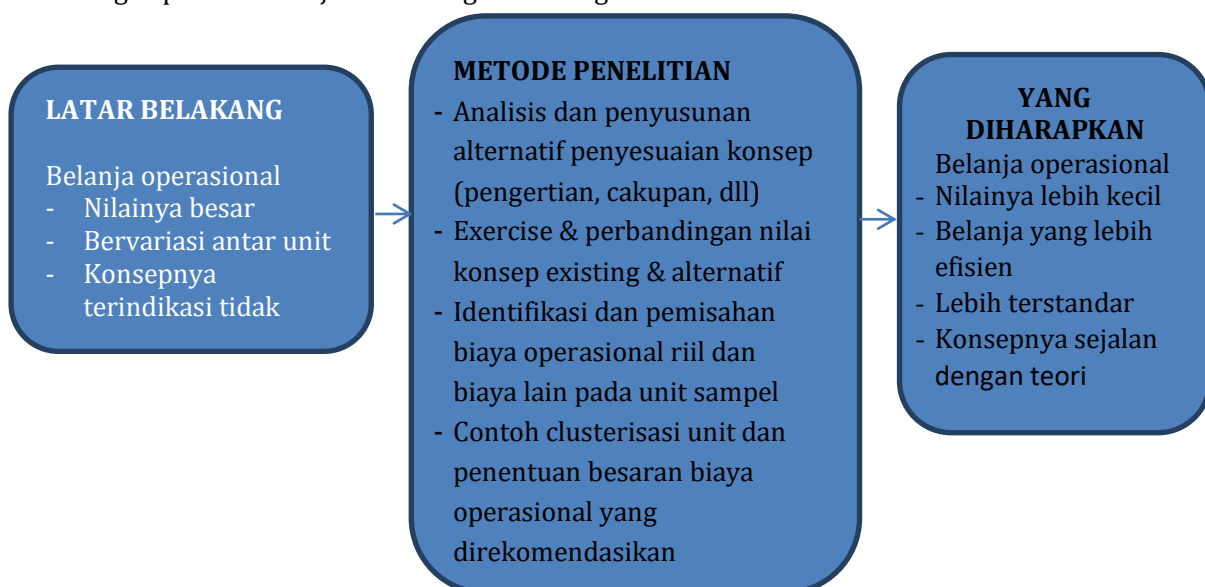 LATAR BELAKANG
Belanja operasional
- Nilainya besar
- Bervariasi antar unit
- Konsepnya
terindikasi tidak
METODE PENELITIAN
- Analisis dan penyusunan
alternatif penyesuaian konsep
(pengertian, cakupan, dll)
- Exercise & perbandingan nilai
konsep existing & alternatif
- Identifikasi dan pemisahan
biaya operasional riil dan
biaya lain pada unit sampel
- Contoh clusterisasi unit dan
penentuan besaran biaya
operasional yang
direkomendasikan
YANG
DIHARAPKAN
Belanja operasional
- Nilainya lebih kecil
- Belanja yang lebih
efisien
- Lebih terstandar
- Konsepnya sejalan
dengan teori